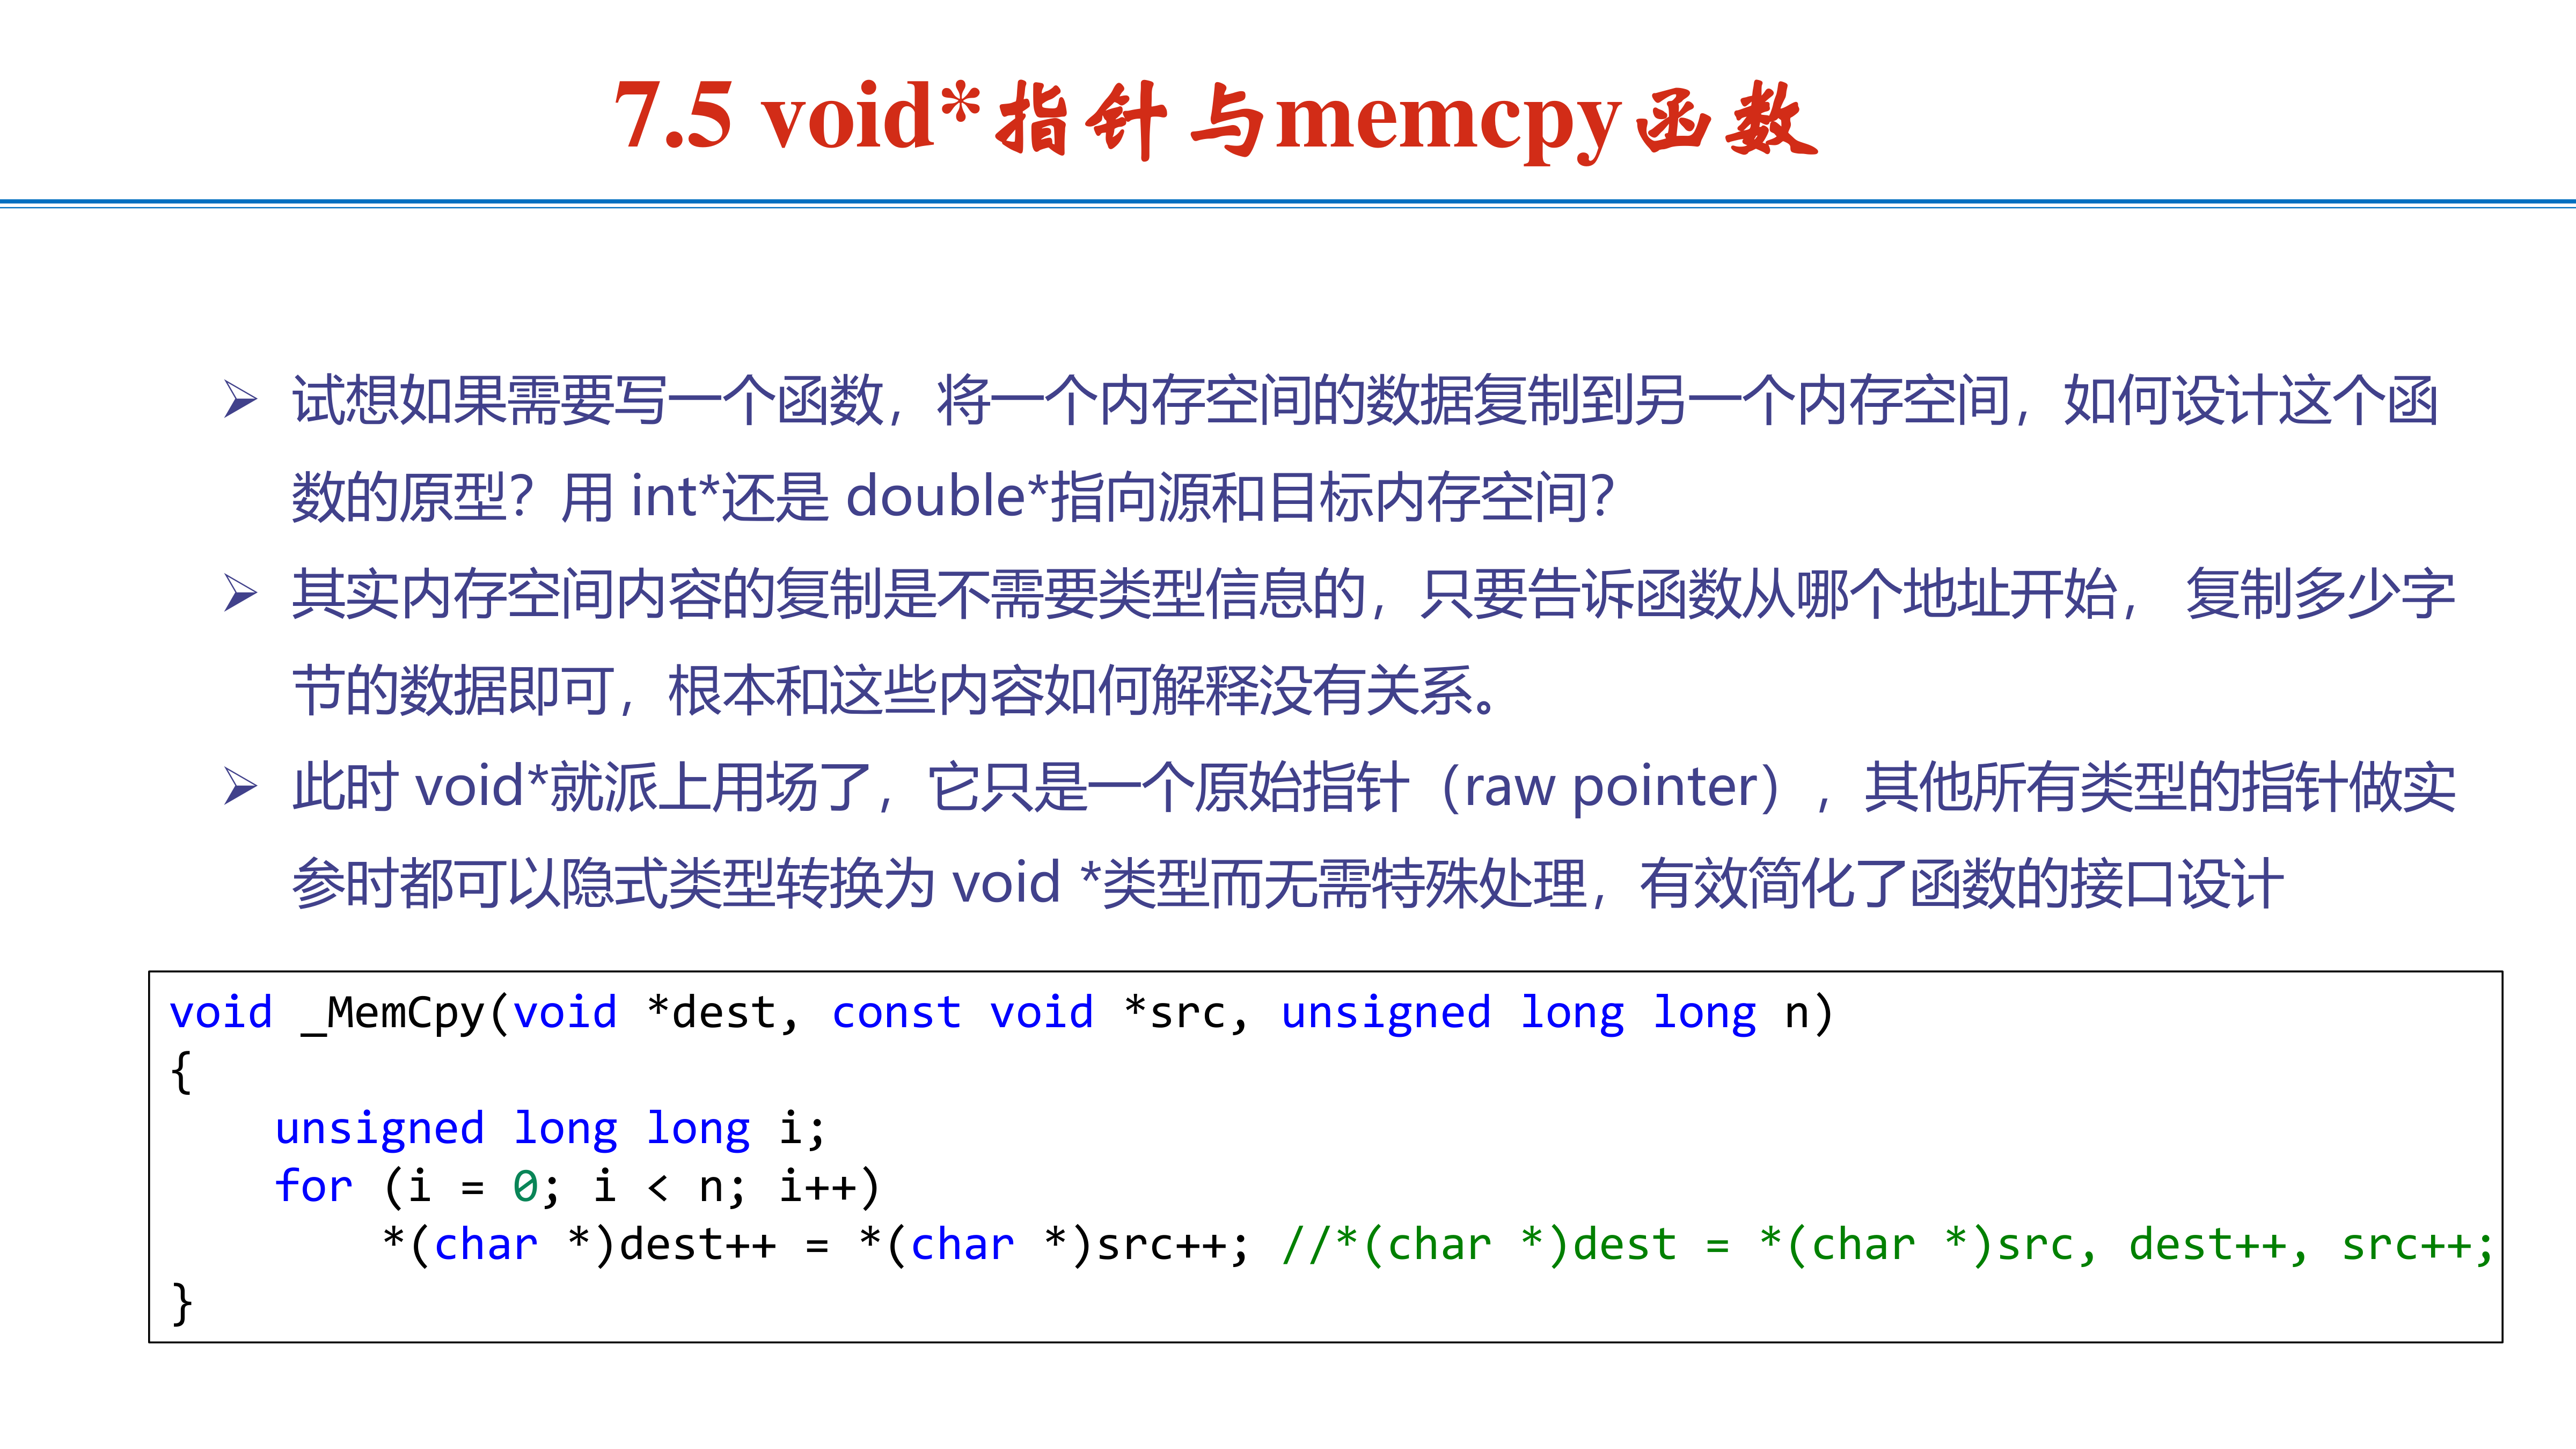 7.5 void*指针与memcpy函数
➢ 试想如果需要写一个函数，将一个内存空间的数据复制到另一个内存空间，如何设计这个函
数的原型？用 int*还是 double*指向源和目标内存空间？
➢ 其实内存空间内容的复制是不需要类型信息的，只要告诉函数从哪个地址开始， 复制多少字
节的数据即可，根本和这些内容如何解释没有关系。
➢ 此时 void*就派上用场了，它只是一个原始指针（raw pointer），其他所有类型的指针做实
参时都可以隐式类型转换为 void *类型而无需特殊处理，有效简化了函数的接口设计
void _MemCpy(void *dest, const void *src, unsigned long long n)
{
    unsigned long long i;
    for (i = 0; i < n; i++)
        *(char *)dest++ = *(char *)src++; //*(char *)dest = *(char *)src, dest++, src++;
}